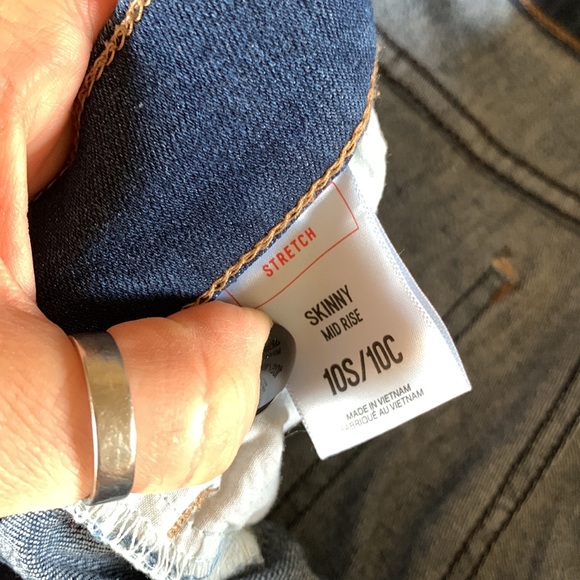 STRETCH
SKINNY
MID RISE
10S/10C
MADE IN VIETNAM
FABRIQUÉ AU VIETNAM